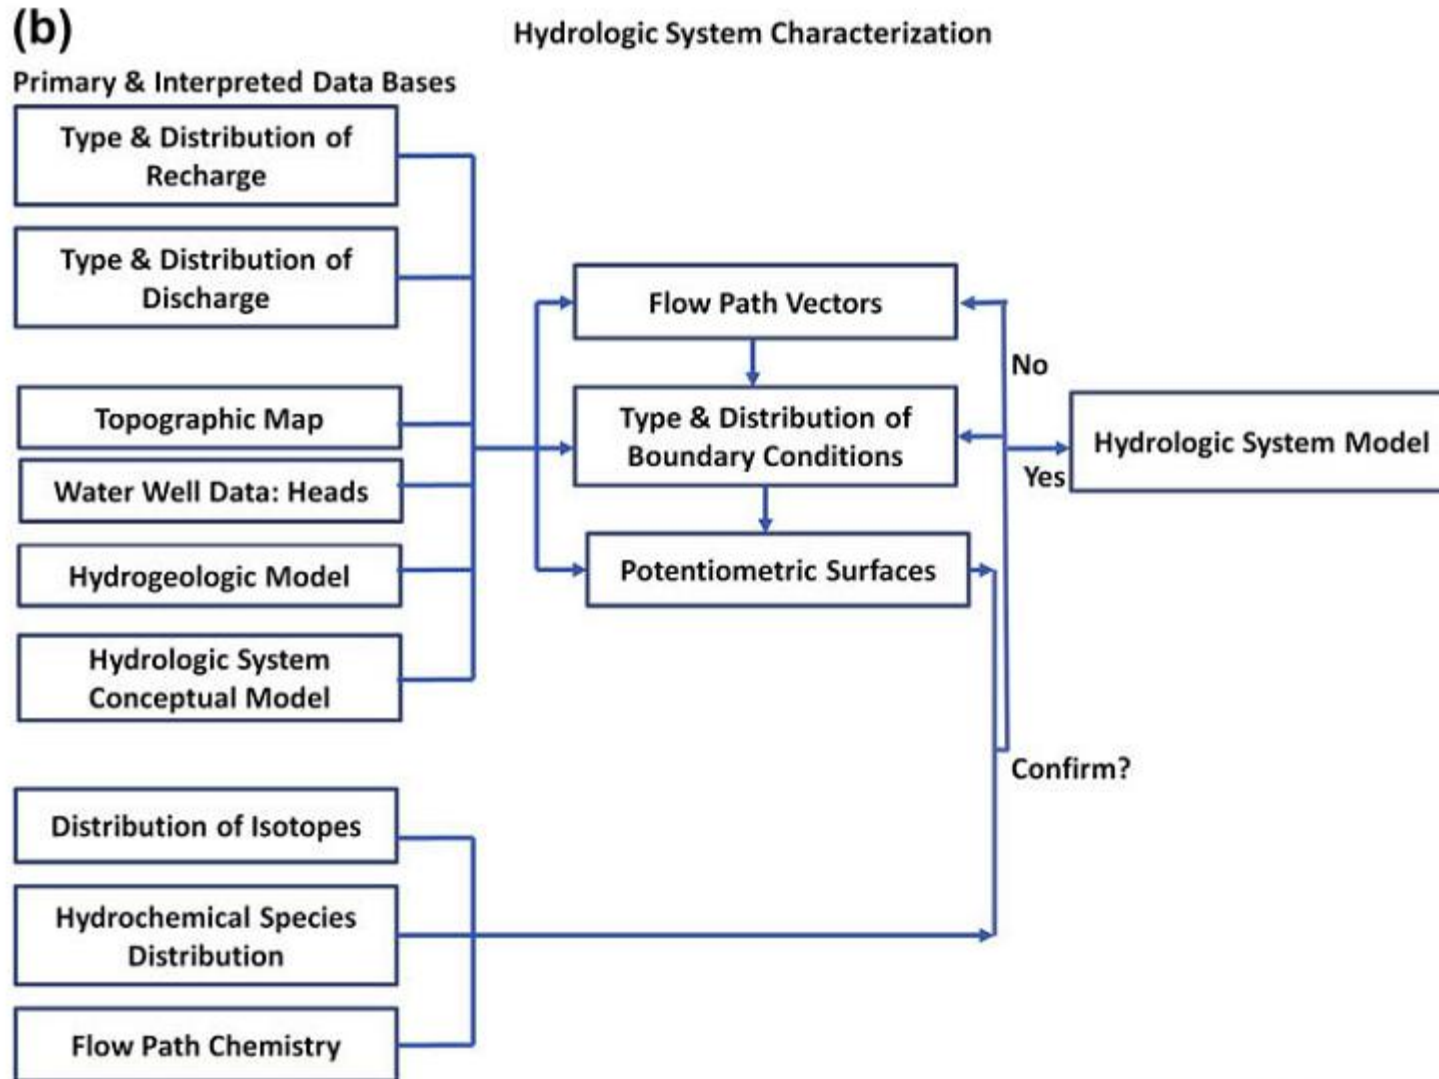 (b)
Hydrologic System Characterization
Primary & Interpreted Data Bases
Type & Distribution of
Recharge
Type & Distribution of
Discharge
Topographic Map
Water Well Data: Heads
Hydrogeologic Model
Hydrologic System
Conceptual Model
Distribution of Isotopes
Hydrochemical Species
Distribution
Flow Path Chemistry
Flow Path Vectors
Type & Distribution of
Boundary Conditions
Potentiometric Surfaces
No
Yes
Confirm?
Hydrologic System Model